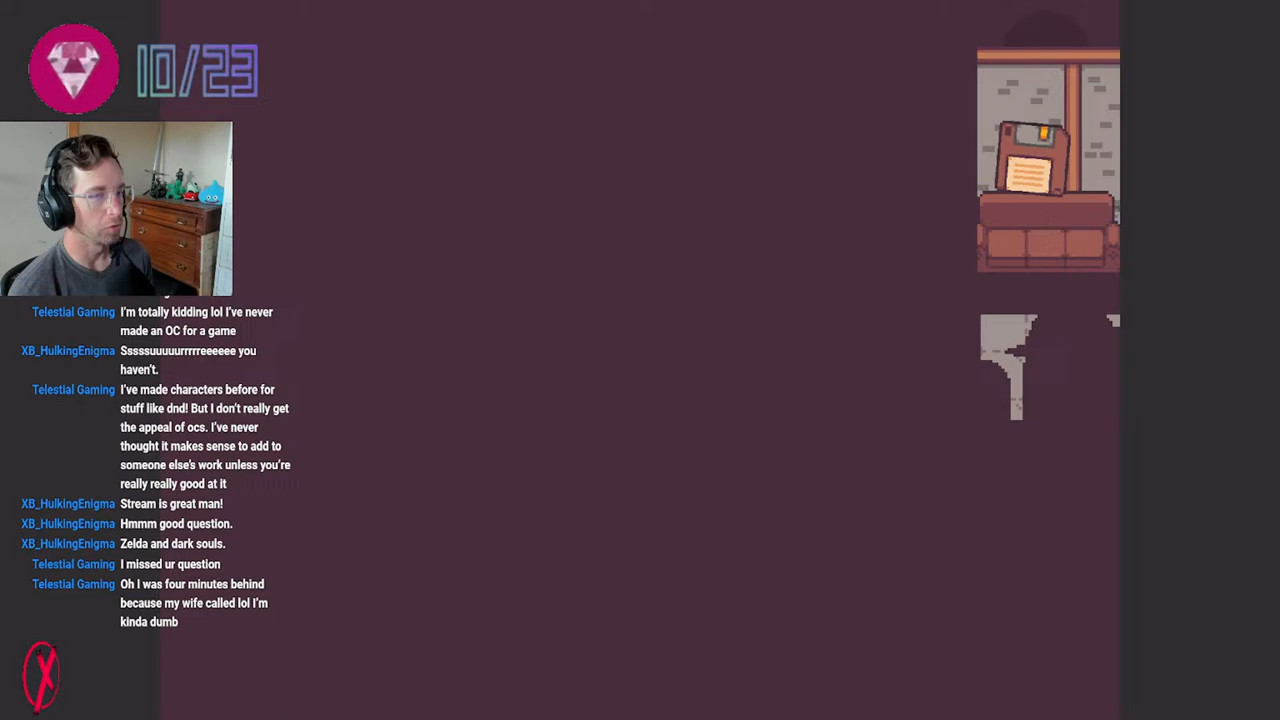 10/23
Telestial Gaming I'm totally kidding lol I've never
made an OC for a game
XB_HulkingEnigma Sssssuuuurrrreeeeee you
haven't.
Telestial Gaming I've made characters before for
stuff like dnd! But I don't really get
the appeal of ocs. I've never
thought it makes sense to add to
someone else's work unless you're
really really good at it
XB_HulkingEnigma Stream is great man!
XB_HulkingEnigma Hmmm good question.
XB_HulkingEnigma Zelda and dark souls.
Telestial Gaming I missed ur question
Telestial Gaming Oh I was four minutes behind
because my wife called lol I'm
kinda dumb
X